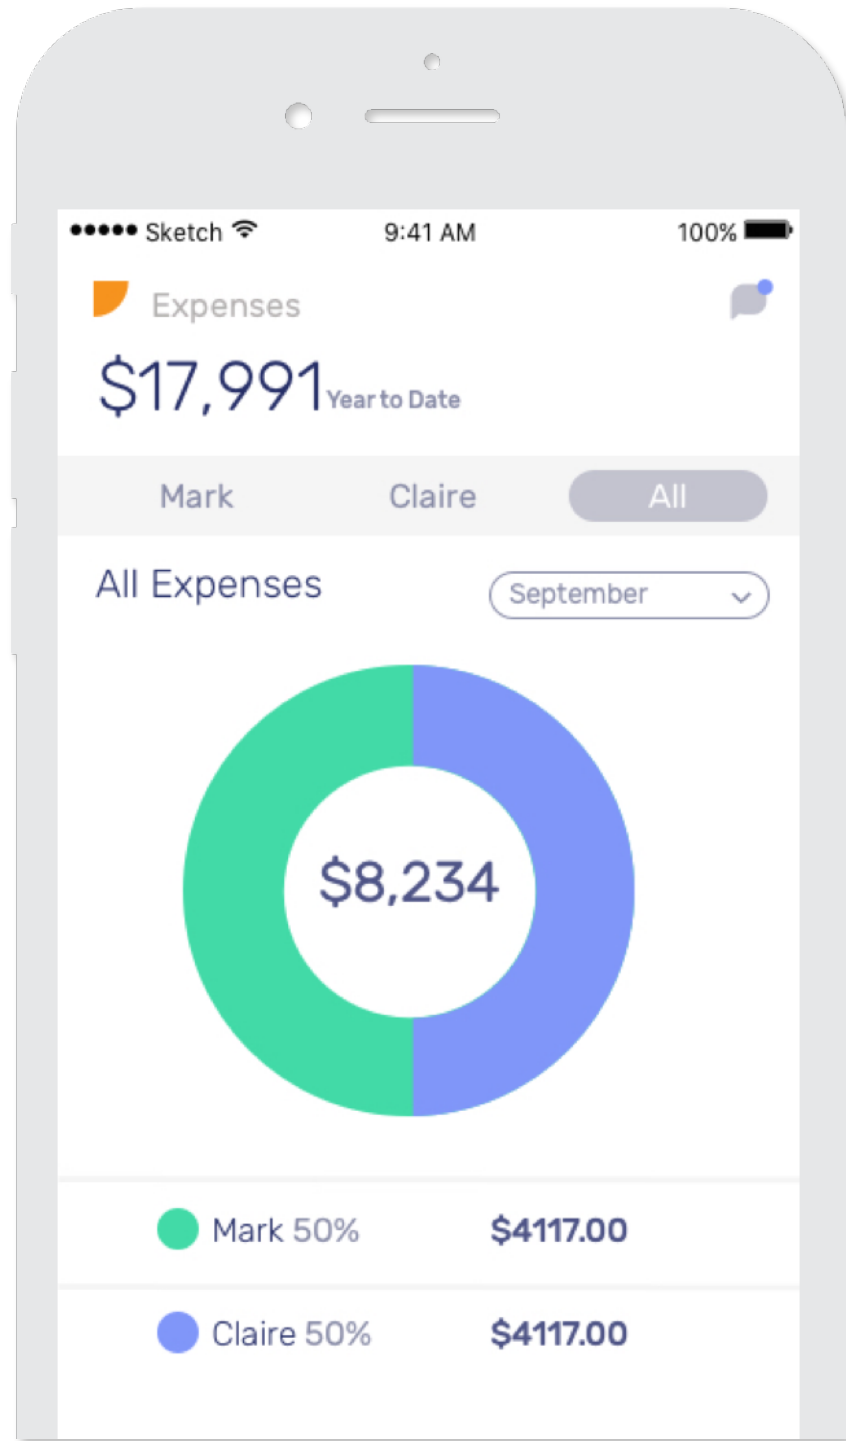 Sketch 9:41 AM 100%
Expenses
$17,991 Year to Date
Mark Claire All
All Expenses September
$8,234
Mark 50% $4117.00
Claire 50% $4117.00